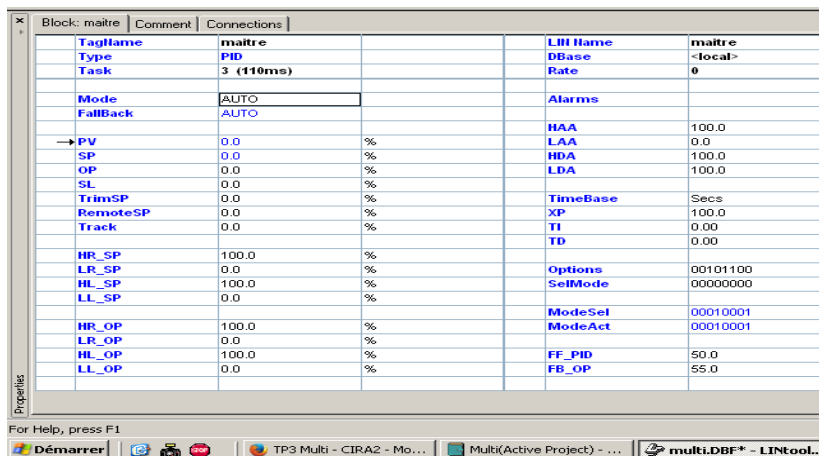 Block: maitre Comment Connections
TagName maitre LIN Name maitre
Type PID DBase <local>
Task 3 (110ms) Rate 0
Mode AUTO Alarms
FallBack AUTO
HAA 100.0
PV 0.0 % LAA 0.0
SP 0.0 % HDA 100.0
OP 0.0 % LDA 100.0
SL 0.0 %
TrimSP 0.0 % TimeBase Secs
RemoteSP 0.0 % XP 100.0
Track 0.0 % TI 0.00
TD 0.00
HR_SP 100.0 %
LR_SP 0.0 % Options 00101100
HL_SP 100.0 % SelMode 00000000
LL_SP 0.0 %
ModeSel 00010001
HR_OP 100.0 % ModeAct 00010001
LR_OP 0.0 %
HL_OP 100.0 % FF_PID 50.0
LL_OP 0.0 % FB_OP 55.0
Properties
For Help, press F1
Démarrer STOP TP3 Multi - CIRA2 - Mo... Multi(Active Project) - ... multi.DBF* - LINtool...